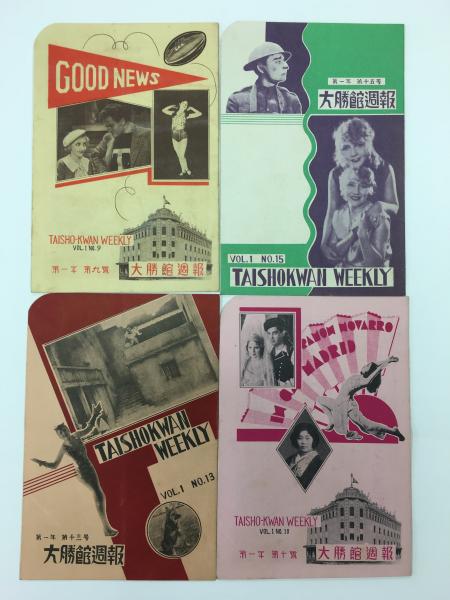 GOOD NEWS
TAISHO-KWAN WEEKLY
VOL.1 NO.9
第一年 第九號
大勝館週報
第一年 第十五号
大勝館週報
VOL.1 NO.15
TAISHOKWAN WEEKLY
TAISHOKWAN
WEEKLY
VOL.1 NO.13
第一年 第十三号
大勝館週報
RAMON NOVARRO
IN
MADRID
TAISHO-KWAN WEEKLY
VOL.1 NO.10
第一年 第十號
大勝館週報